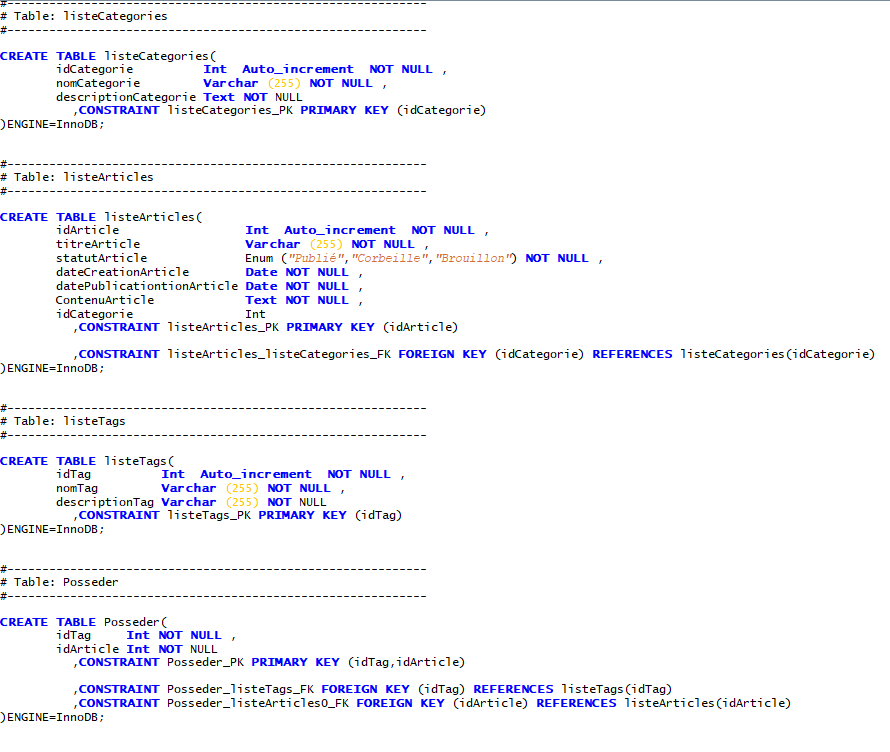 #------------------------------------------------------------
# Table: listeCategories
#------------------------------------------------------------
CREATE TABLE listeCategories(
idCategorie Int Auto_increment NOT NULL ,
nomCategorie Varchar (255) NOT NULL ,
descriptionCategorie Text NOT NULL
,CONSTRAINT listeCategories_PK PRIMARY KEY (idCategorie)
)ENGINE=InnoDB;
#------------------------------------------------------------
# Table: listeArticles
#------------------------------------------------------------
CREATE TABLE listeArticles(
idArticle Int Auto_increment NOT NULL ,
titreArticle Varchar (255) NOT NULL ,
statutArticle Enum ("Publié","Corbeille","Brouillon") NOT NULL ,
dateCreationArticle Date NOT NULL ,
datePublicationtionArticle Date NOT NULL ,
ContenuArticle Text NOT NULL ,
idCategorie Int
,CONSTRAINT listeArticles_PK PRIMARY KEY (idArticle)
,CONSTRAINT listeArticles_listeCategories_FK FOREIGN KEY (idCategorie) REFERENCES listeCategories(idCategorie)
)ENGINE=InnoDB;
#------------------------------------------------------------
# Table: listeTags
#------------------------------------------------------------
CREATE TABLE listeTags(
idTag Int Auto_increment NOT NULL ,
nomTag Varchar (255) NOT NULL ,
descriptionTag Varchar (255) NOT NULL
,CONSTRAINT listeTags_PK PRIMARY KEY (idTag)
)ENGINE=InnoDB;
#------------------------------------------------------------
# Table: Posseder
#------------------------------------------------------------
CREATE TABLE Posseder(
idTag Int NOT NULL ,
idArticle Int NOT NULL
,CONSTRAINT Posseder_PK PRIMARY KEY (idTag,idArticle)
,CONSTRAINT Posseder_listeTags_FK FOREIGN KEY (idTag) REFERENCES listeTags(idTag)
,CONSTRAINT Posseder_listeArticles0_FK FOREIGN KEY (idArticle) REFERENCES listeArticles(idArticle)
)ENGINE=InnoDB;